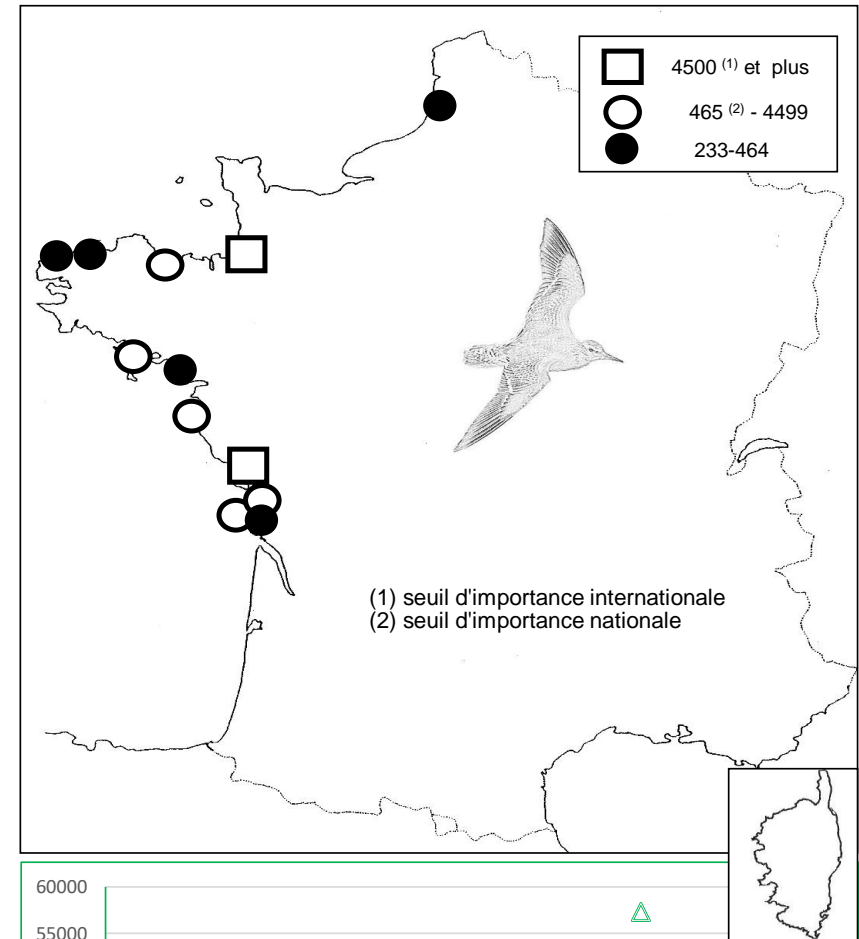 4500 (1) et plus
465 (2) - 4499
233-464
(1) seuil d'importance internationale
(2) seuil d'importance nationale
60000
55000